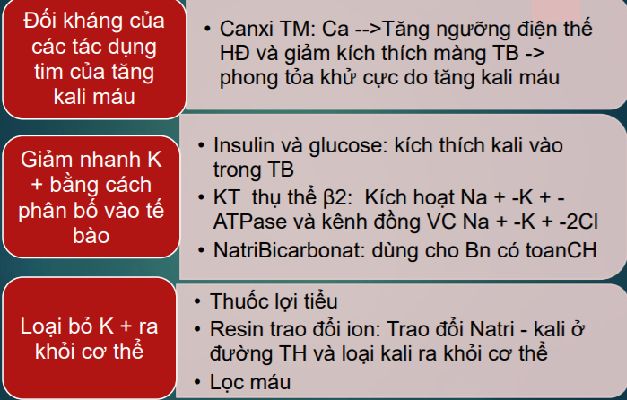 Đối kháng của
các tác dụng
tim của tăng
kali máu
• Canxi TM: Ca -->Tăng ngưỡng điện thế
HĐ và giảm kích thích màng TB ->
phong tỏa khử cực do tăng kali máu
Giảm nhanh K
+ bằng cách
phân bố vào tế
bào
• Insulin và glucose: kích thích kali vào
trong TB
• KT thụ thể β2: Kích hoạt Na + -K + -
ATPase và kênh đồng VC Na + -K + -2Cl
• NatriBicarbonat: dùng cho Bn có toanCH
Loại bỏ K + ra
khỏi cơ thể
• Thuốc lợi tiểu
• Resin trao đổi ion: Trao đổi Natri - kali ở
đường TH và loại kali ra khỏi cơ thể
• Lọc máu